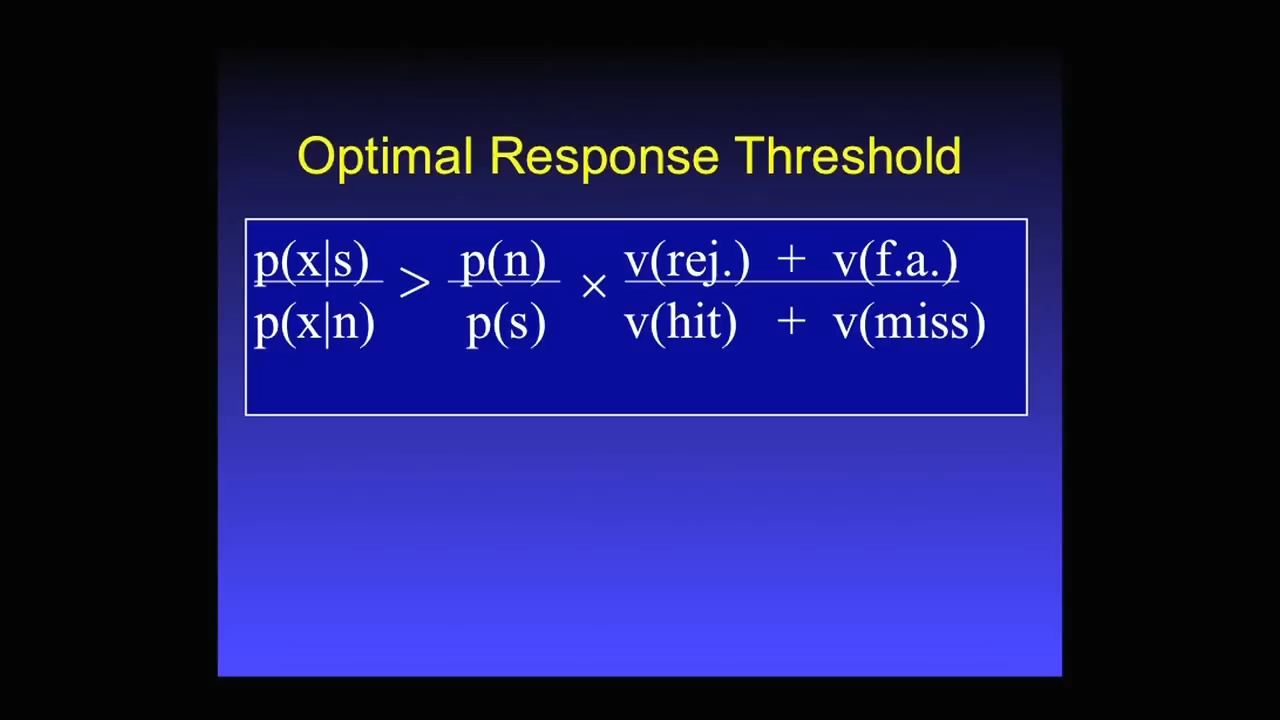 Optimal Response Threshold
p(x|s) > p(n) × v(rej.) + v(f.a.)
p(x|n) p(s) v(hit) + v(miss)